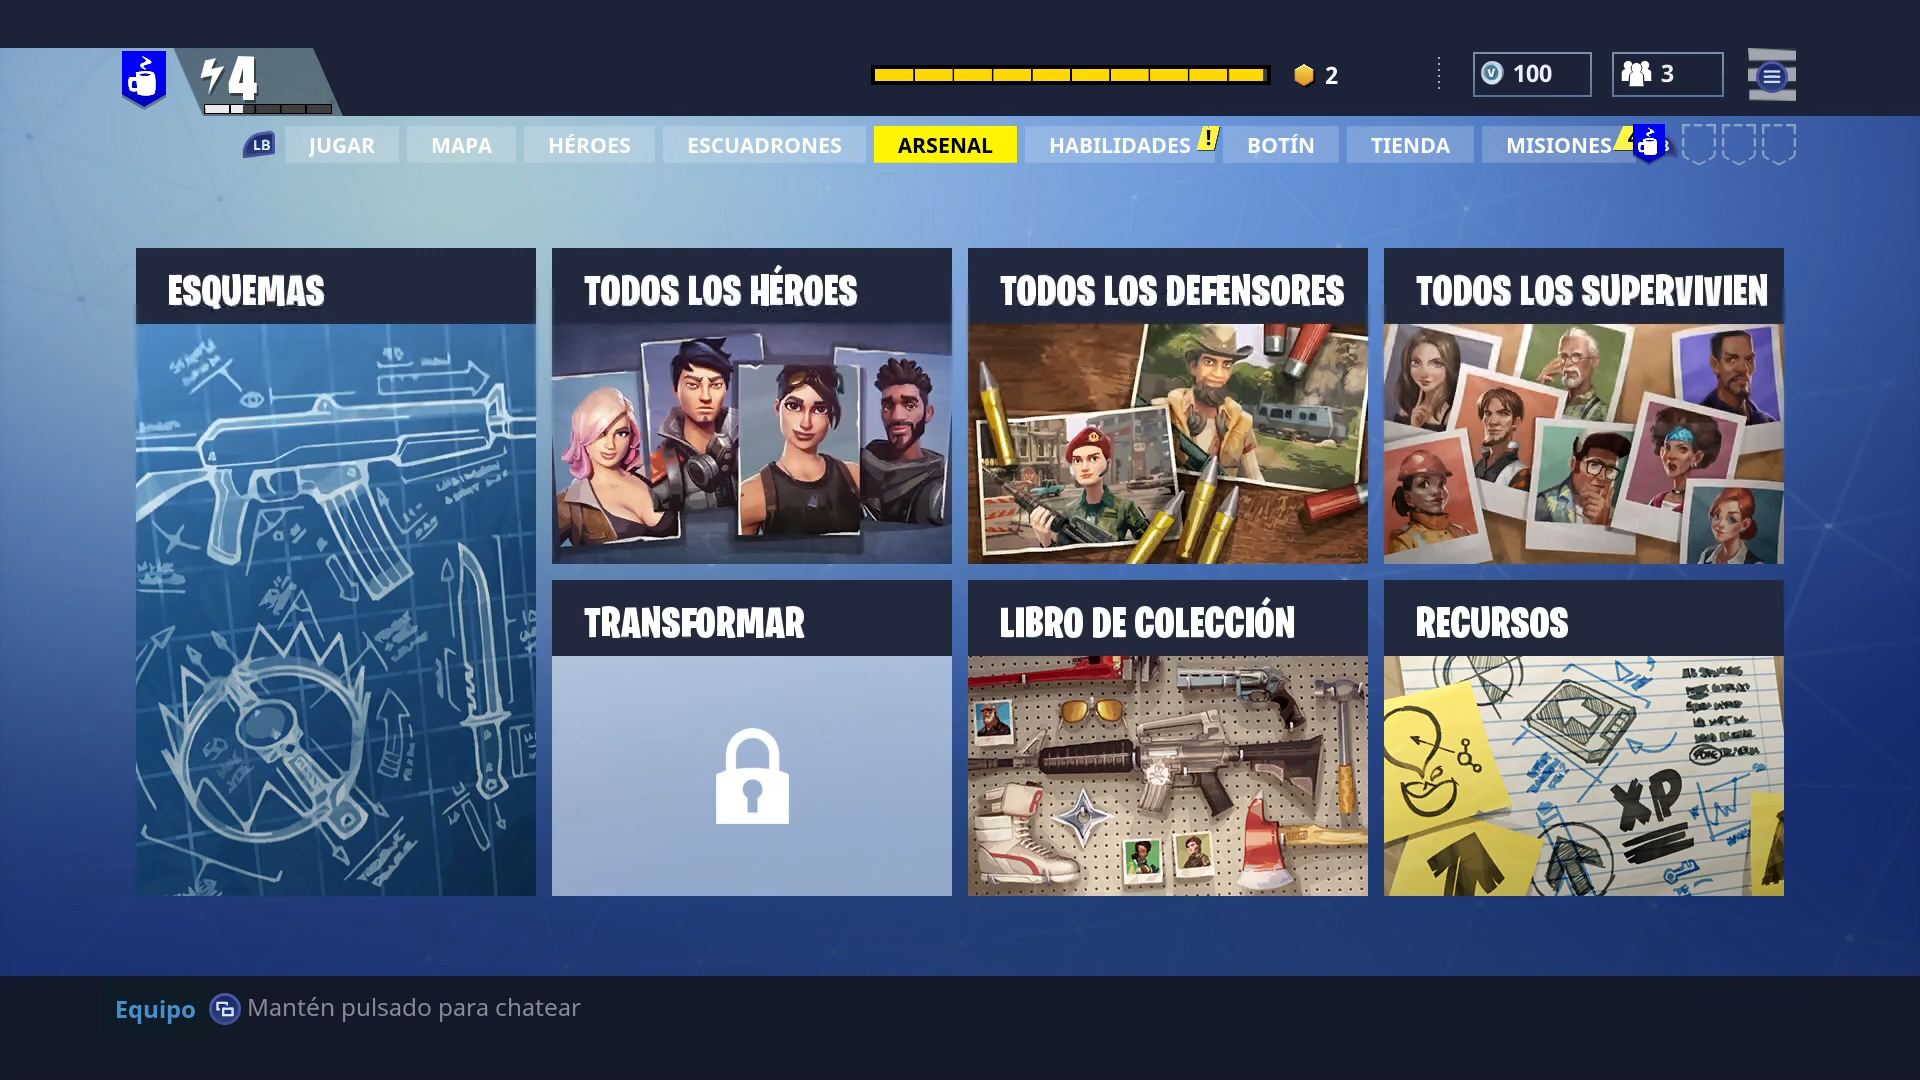 4
2
100
3
LB
JUGAR
MAPA
HÉROES
ESCUADRONES
ARSENAL
HABILIDADES
!
BOTÍN
TIENDA
MISIONES
ESQUEMAS
TODOS LOS HÉROES
TODOS LOS DEFENSORES
TODOS LOS SUPERVIVIEN
TRANSFORMAR
LIBRO DE COLECCIÓN
RECURSOS
XP
Equipo
Mantén pulsado para chatear